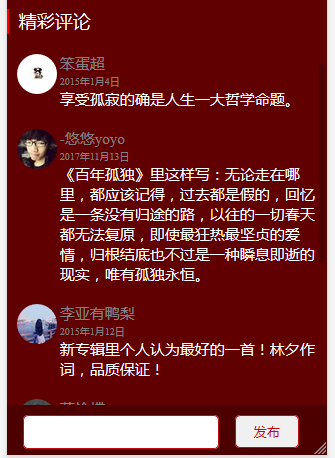 精彩评论
笨蛋超
2015年1月4日
享受孤寂的确是人生一大哲学命题。
-悠悠yoyo
2017年11月13日
《百年孤独》里这样写：无论走在哪
里，都应该记得，过去都是假的，回忆
是一条没有归途的路，以往的一切春天
都无法复原，即使最狂热最坚贞的爱
情，归根结底也不过是一种瞬息即逝的
现实，唯有孤独永恒。
李亚有鸭梨
2015年1月12日
新专辑里个人认为最好的一首！林夕作
词，品质保证！
发布